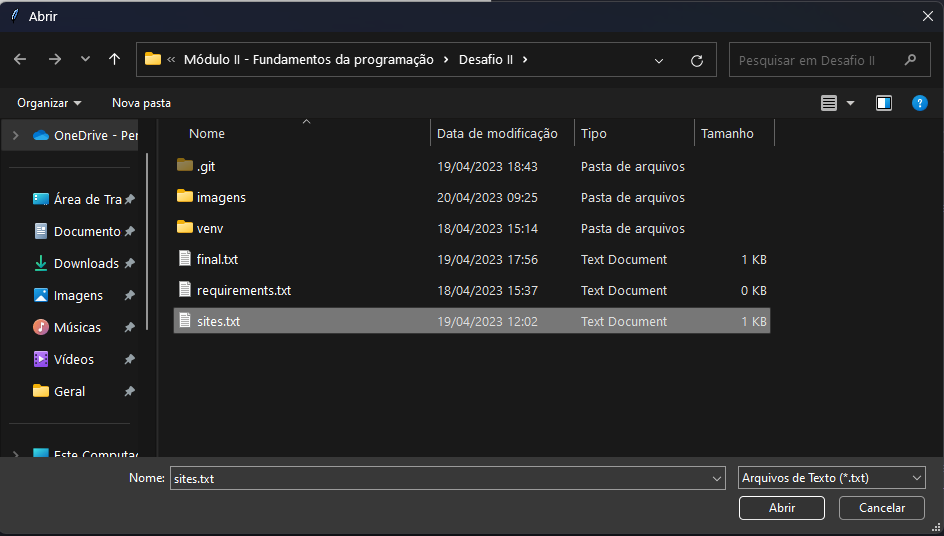 Abrir
« Módulo II - Fundamentos da programação › Desafio II ›
Pesquisar em Desafio II
Organizar Nova pasta
Nome Data de modificação Tipo Tamanho
OneDrive - Per
Área de Tra
Documento
Downloads
Imagens
Músicas
Vídeos
Geral
Este Computad
.git 19/04/2023 18:43 Pasta de arquivos
imagens 20/04/2023 09:25 Pasta de arquivos
venv 18/04/2023 15:14 Pasta de arquivos
final.txt 19/04/2023 17:56 Text Document 1 KB
requirements.txt 18/04/2023 15:37 Text Document 0 KB
sites.txt 19/04/2023 12:02 Text Document 1 KB
Nome: sites.txt Arquivos de Texto (*.txt)
Abrir Cancelar